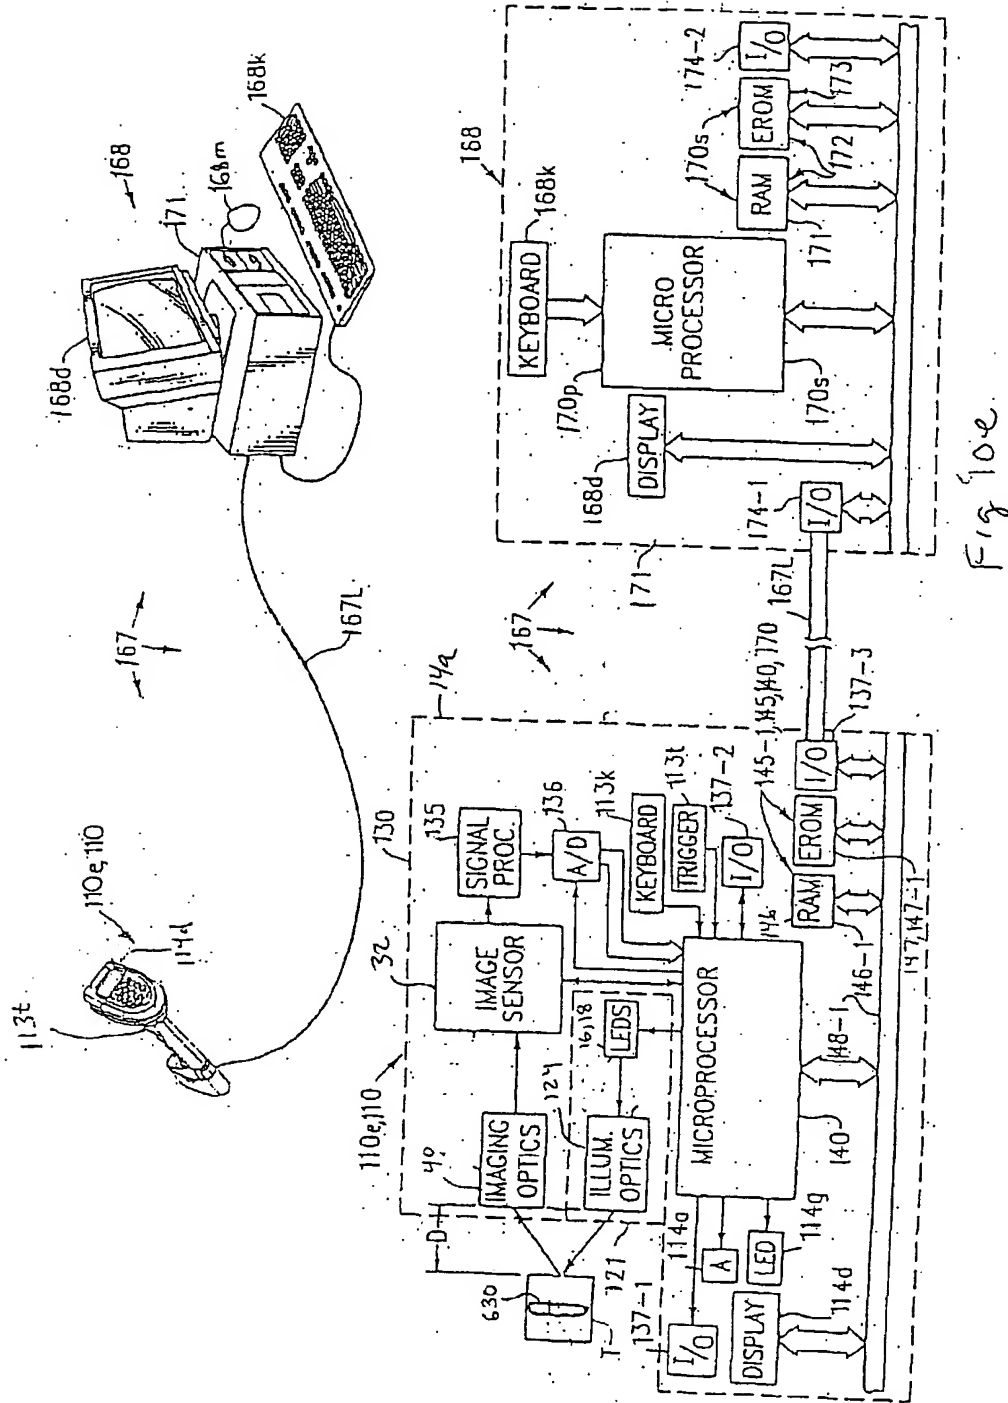 113t
110e,110
114d
167
167L
168d
168
171
168m
168k
110e,110
130
14a
32
135
SIGNAL
PROC.
136
A/D
113k
KEYBOARD
113t
TRIGGER
137-2
I/O
IMAGE
SENSOR
40
IMAGING
OPTICS
D
630
T
124
16,18
LEDS
ILLUM.
OPTICS
121
137-1
I/O
114a
A
LED
114g
DISPLAY
114d
MICROPROCESSOR
140
148-1
146-1
147,147-1
146
RAM
EROM
I/O
145-1,145,140,170
137-3
167L
167
168
KEYBOARD
168k
170p
MICRO
PROCESSOR
170s
168d
DISPLAY
171
174-1
I/O
170s
RAM
171
172
EROM
173
174-2
I/O
Fig 10e